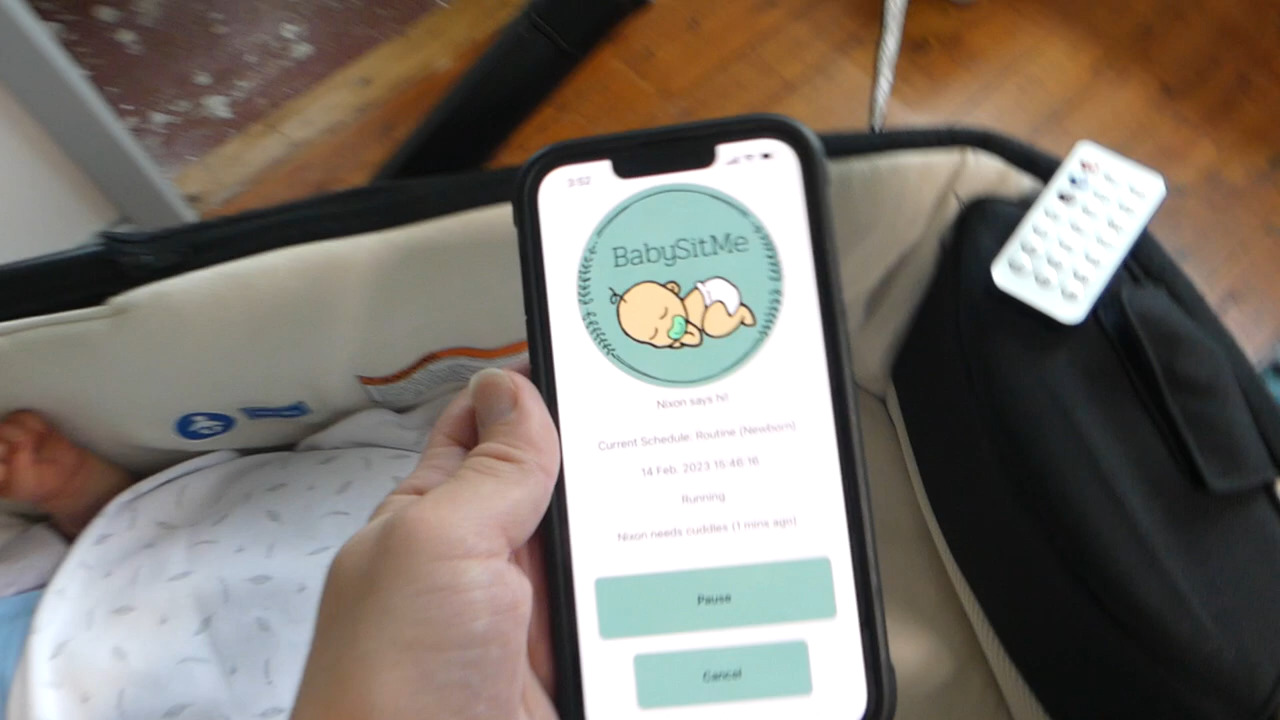 3:52
BabySitMe
Nixon says hi!
Current Schedule: Routine (Newborn)
14 Feb. 2023 15:46:16
Running
Nixon needs cuddles (1 mins ago)
Pause
Cancel